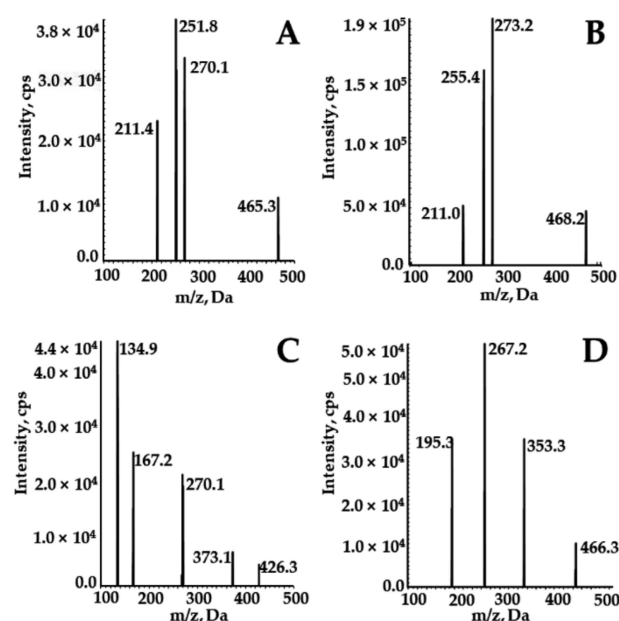 A
Intensity, cps
3.8 × 10⁴
3.0 × 10⁴
2.0 × 10⁴
1.0 × 10⁴
0.0
251.8
270.1
211.4
465.3
100 200 300 400 500
m/z, Da
B
Intensity, cps
1.9 × 10⁵
1.5 × 10⁵
1.0 × 10⁵
5.0 × 10⁴
0.0
273.2
255.4
211.0
468.2
100 200 300 400 500
m/z, Da
C
Intensity, cps
4.4 × 10⁴
4.0 × 10⁴
3.0 × 10⁴
2.0 × 10⁴
1.0 × 10⁴
0.0
134.9
167.2
270.1
373.1
426.3
100 200 300 400 500
m/z, Da
D
Intensity, cps
5.0 × 10⁴
5.0 × 10⁴
4.0 × 10⁴
3.0 × 10⁴
2.0 × 10⁴
1.0 × 10⁴
0.0
267.2
195.3
353.3
466.3
100 200 300 400 500
m/z, Da